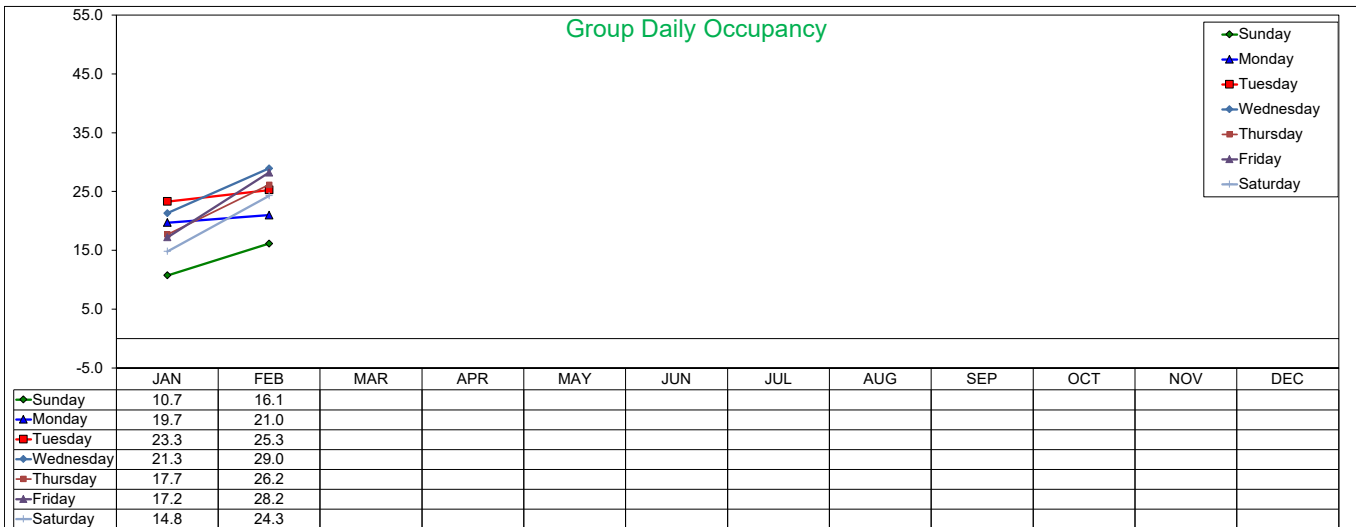 Group Daily Occupancy
55.0
45.0
35.0
25.0
15.0
5.0
-5.0
Sunday
Monday
Tuesday
Wednesday
Thursday
Friday
Saturday
JAN FEB MAR APR MAY JUN JUL AUG SEP OCT NOV DEC
Sunday 10.7 16.1
Monday 19.7 21.0
Tuesday 23.3 25.3
Wednesday 21.3 29.0
Thursday 17.7 26.2
Friday 17.2 28.2
Saturday 14.8 24.3